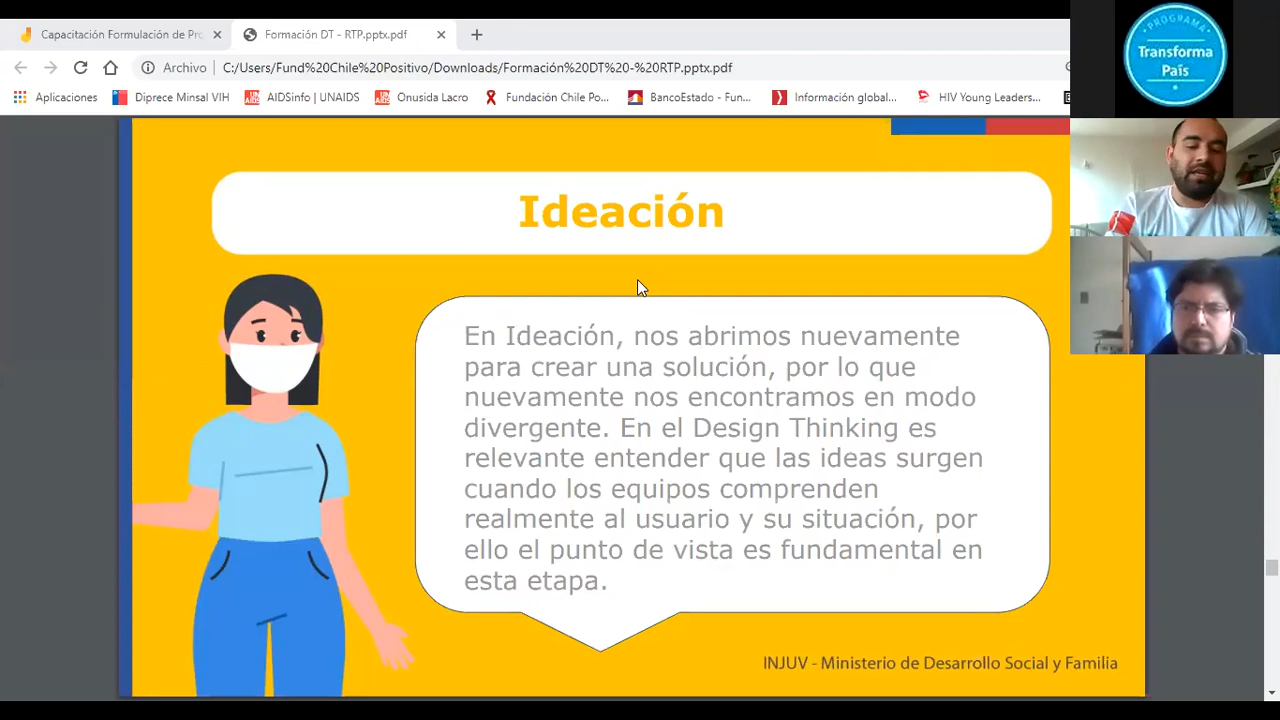 Capacitación Formulación de Pro
Formación DT - RTP.pptx.pdf
Archivo
C:/Users/Fund%20Chile%20Positivo/Downloads/Formación%20DT%20-%20RTP.pptx.pdf
Aplicaciones
Diprece Minsal VIH
AIDSinfo | UNAIDS
Onusida Lacro
Fundación Chile Po...
BancoEstado - Fun...
Información global...
HIV Young Leaders...
PROGRAMA
Transforma
País
Ideación
En Ideación, nos abrimos nuevamente
para crear una solución, por lo que
nuevamente nos encontramos en modo
divergente. En el Design Thinking es
relevante entender que las ideas surgen
cuando los equipos comprenden
realmente al usuario y su situación, por
ello el punto de vista es fundamental en
esta etapa.
INJUV - Ministerio de Desarrollo Social y Familia